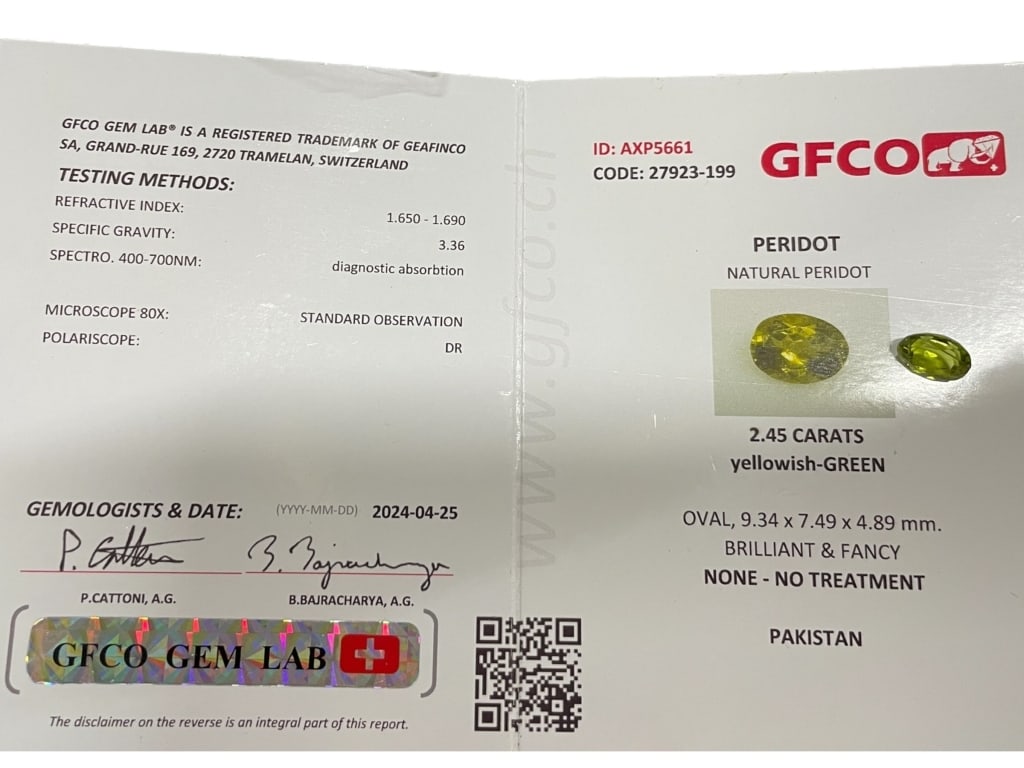 GFCO GEM LAB® IS A REGISTERED TRADEMARK OF GEAFINCO
SA, GRAND-RUE 169, 2720 TRAMELAN, SWITZERLAND
TESTING METHODS:
REFRACTIVE INDEX: 1.650 - 1.690
SPECIFIC GRAVITY: 3.36
SPECTRO. 400-700NM: diagnostic absorbtion
MICROSCOPE 80X: STANDARD OBSERVATION
POLARISCOPE: DR
GEMOLOGISTS & DATE: (YYYY-MM-DD) 2024-04-25
P. Cattoni B. Bajracharya
P.CATTONI, A.G. B.BAJRACHARYA, A.G.
GFCO GEM LAB
The disclaimer on the reverse is an integral part of this report.
www.gfco.ch
ID: AXP5661
CODE: 27923-199
GFCO
PERIDOT
NATURAL PERIDOT
2.45 CARATS
yellowish-GREEN
OVAL, 9.34 x 7.49 x 4.89 mm.
BRILLIANT & FANCY
NONE - NO TREATMENT
PAKISTAN